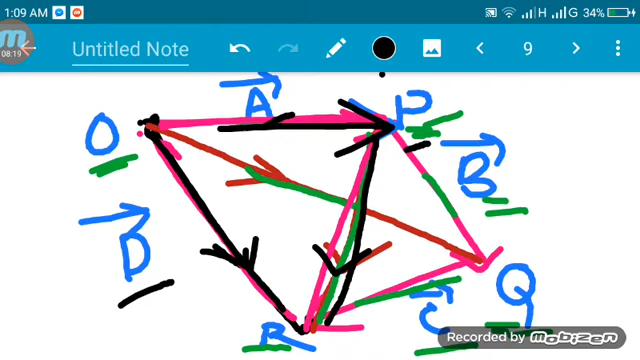 1:09 AM H G 34%
08:19 Untitled Note 9
A P
O B
D
Q
R C
Recorded by mobizen